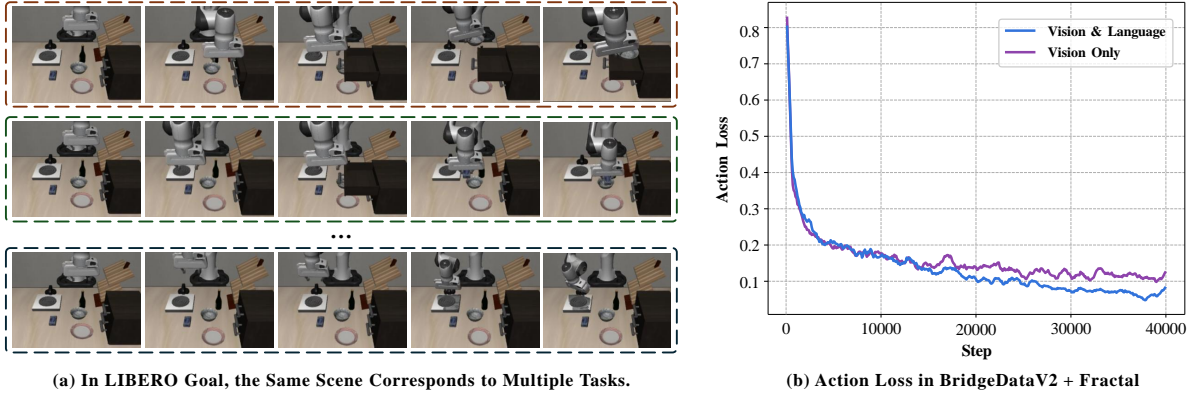 ...
(a) In LIBERO Goal, the Same Scene Corresponds to Multiple Tasks.
Action Loss
0.8
0.7
0.6
0.5
0.4
0.3
0.2
0.1
Vision & Language
Vision Only
0 10000 20000 30000 40000
Step
(b) Action Loss in BridgeDataV2 + Fractal